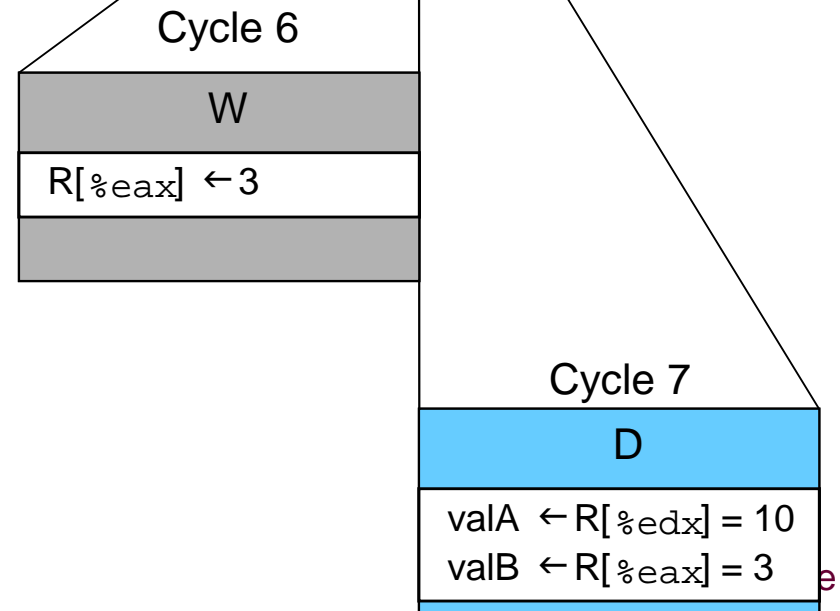 Cycle 6
W
R[%eax] ←3
Cycle 7
D
valA ←R[%edx] = 10
valB ←R[%eax] = 3
e